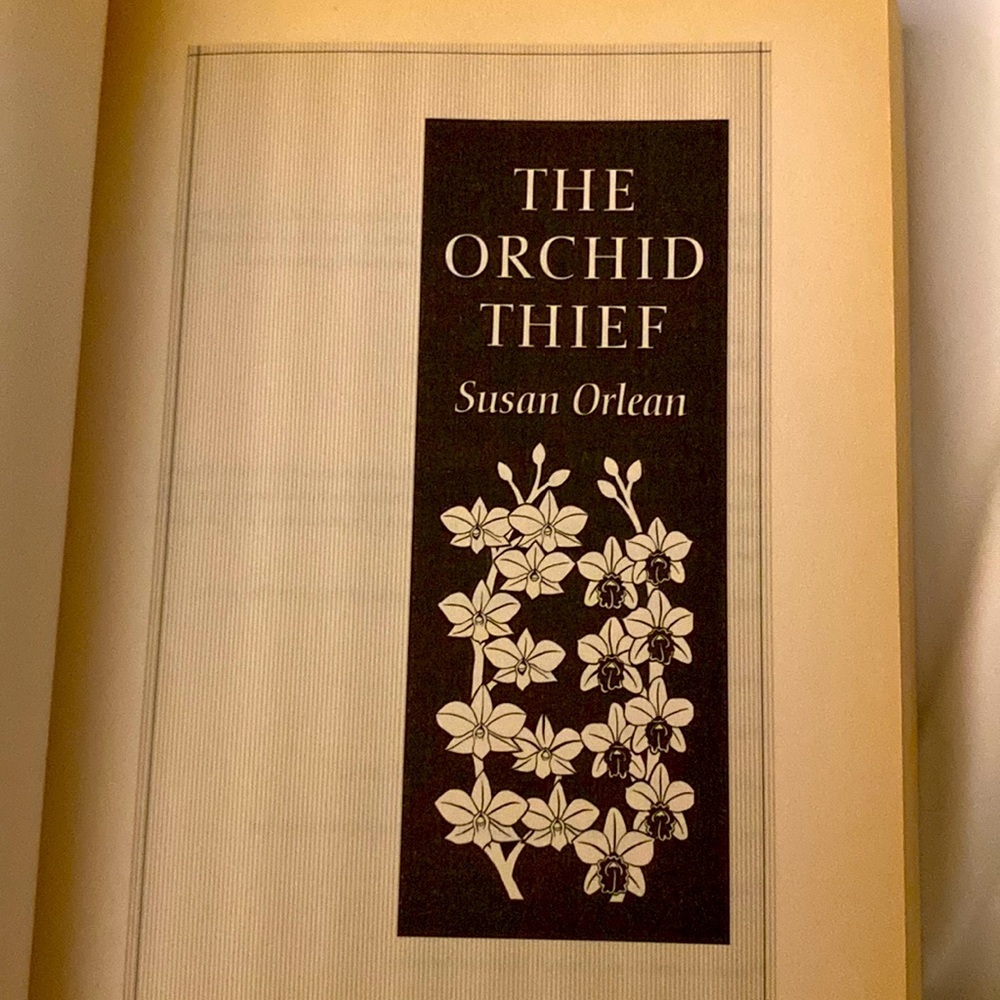 THE
ORCHID
THIEF
Susan Orlean